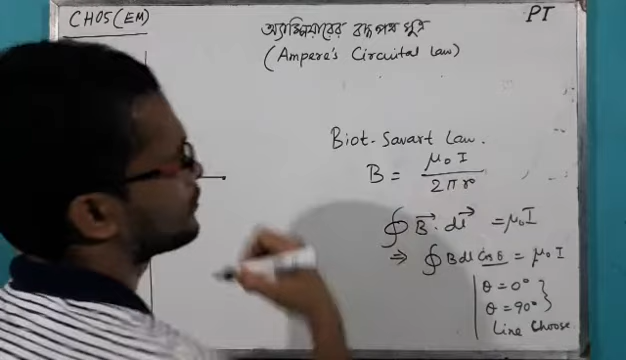 CH05(EM)
PT
অ্যাম্পিয়ারের বদ্ধপথ সূত্র
(Ampere's Circuital Law)
Biot-Savart Law.
B = μ₀I / 2πr
∮ B⃗ · dl⃗ = μ₀I
⇒ ∮ Bdl cos θ = μ₀I
θ = 0°
θ = 90° }
Line Choose